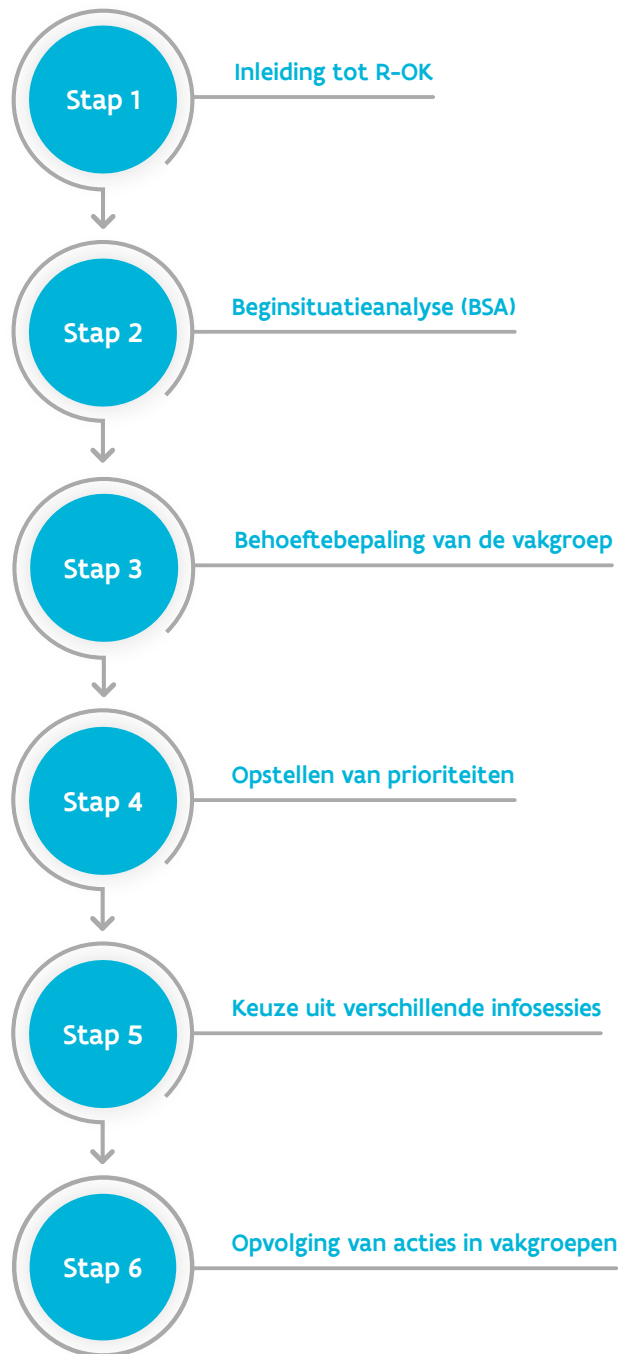 Stap 1
Inleiding tot R-OK
Stap 2
Beginsituatieanalyse (BSA)
Stap 3
Behoeftebepaling van de vakgroep
Stap 4
Opstellen van prioriteiten
Stap 5
Keuze uit verschillende infosessies
Stap 6
Opvolging van acties in vakgroepen